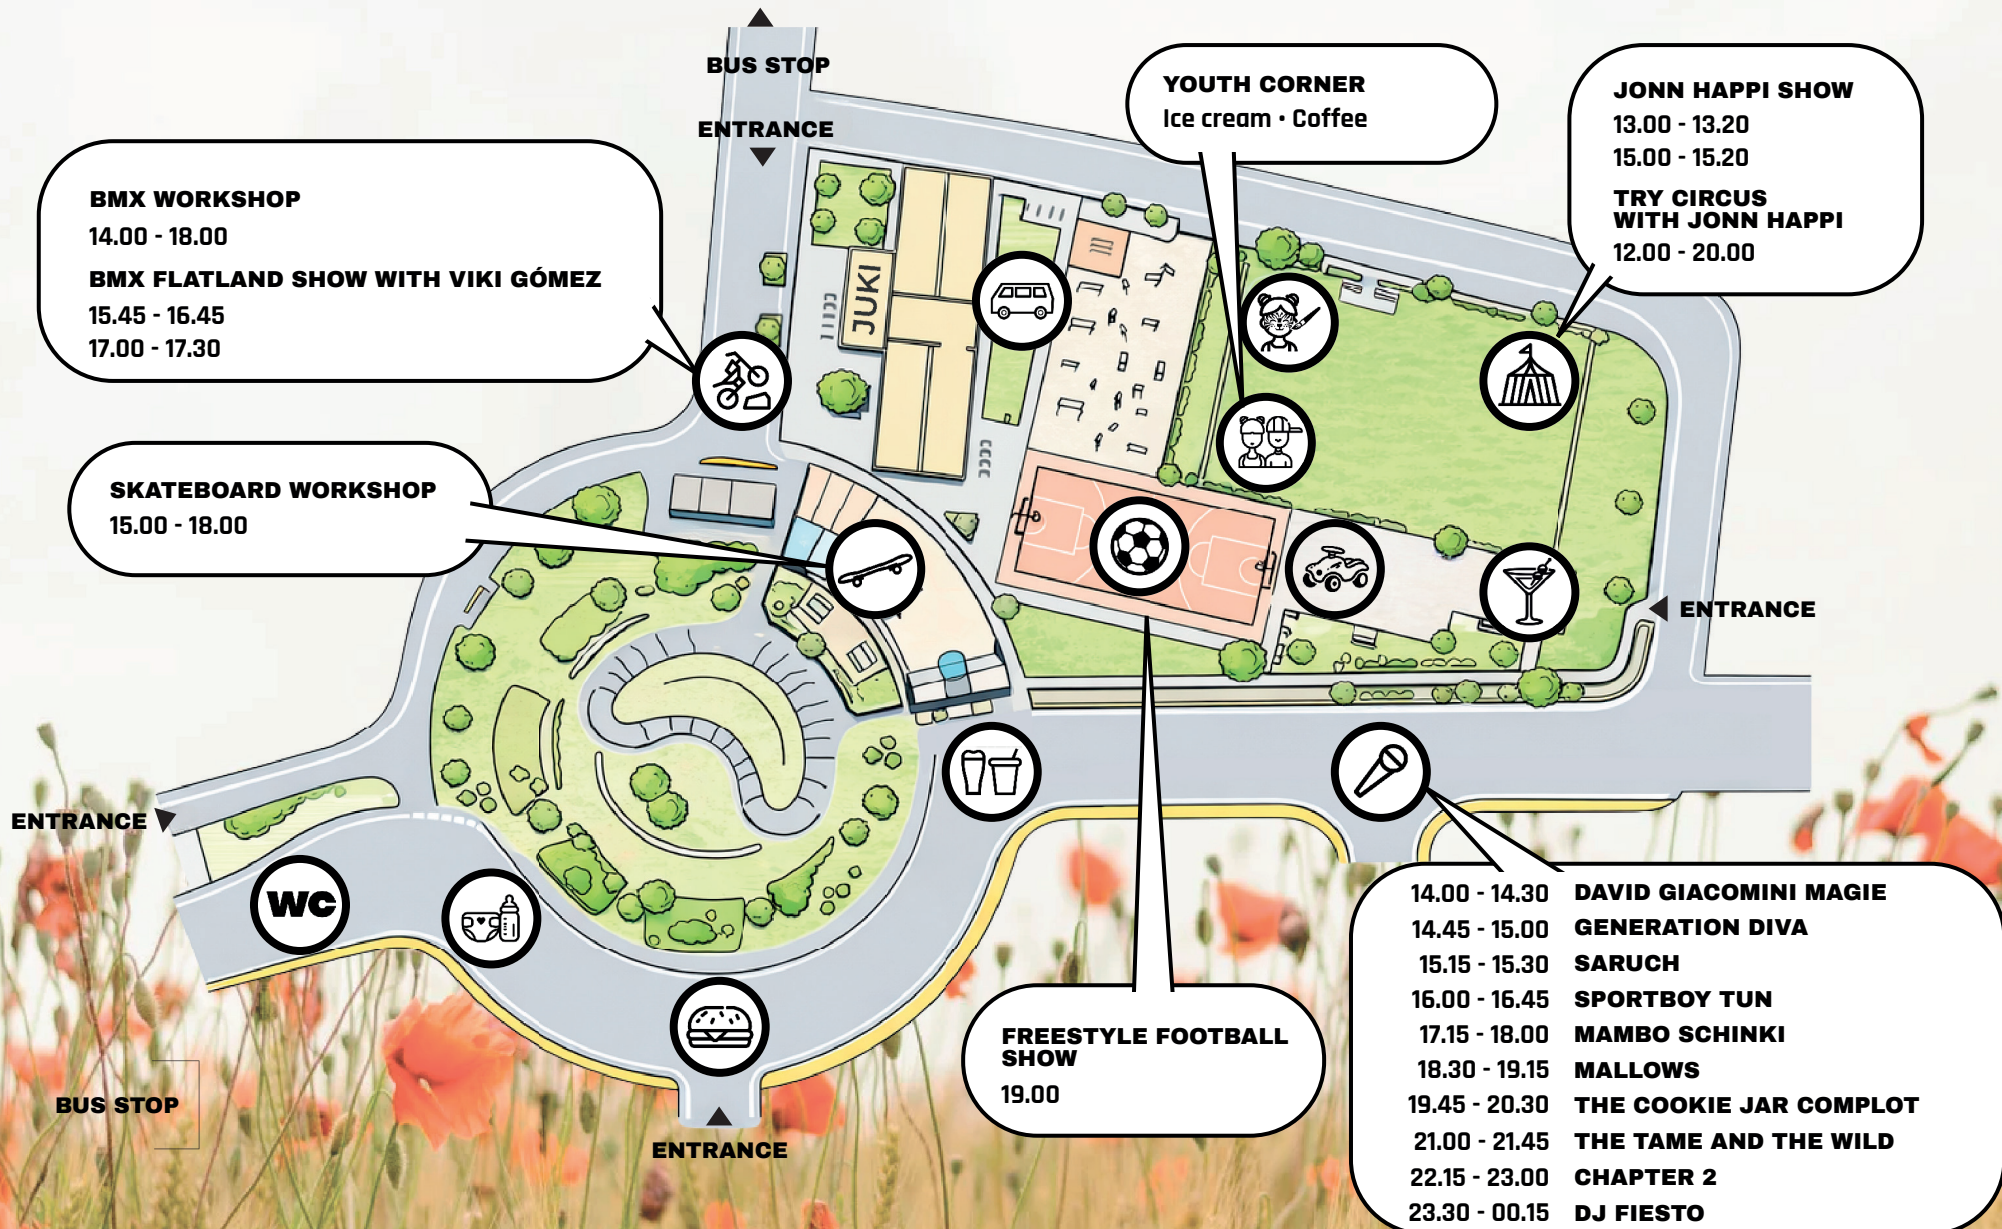 BUS STOP
ENTRANCE
YOUTH CORNER
Ice cream • Coffee
JONN HAPPI SHOW
13.00 - 13.20
15.00 - 15.20
TRY CIRCUS
WITH JONN HAPPI
12.00 - 20.00
BMX WORKSHOP
14.00 - 18.00
BMX FLATLAND SHOW WITH VIKI GÓMEZ
15.45 - 16.45
17.00 - 17.30
JUKI
SKATEBOARD WORKSHOP
15.00 - 18.00
ENTRANCE
ENTRANCE
WC
FREESTYLE FOOTBALL
SHOW
19.00
BUS STOP
ENTRANCE
14.00 - 14.30 DAVID GIACOMINI MAGIE
14.45 - 15.00 GENERATION DIVA
15.15 - 15.30 SARUCH
16.00 - 16.45 SPORTBOY TUN
17.15 - 18.00 MAMBO SCHINKI
18.30 - 19.15 MALLOWS
19.45 - 20.30 THE COOKIE JAR COMPLOT
21.00 - 21.45 THE TAME AND THE WILD
22.15 - 23.00 CHAPTER 2
23.30 - 00.15 DJ FIESTO